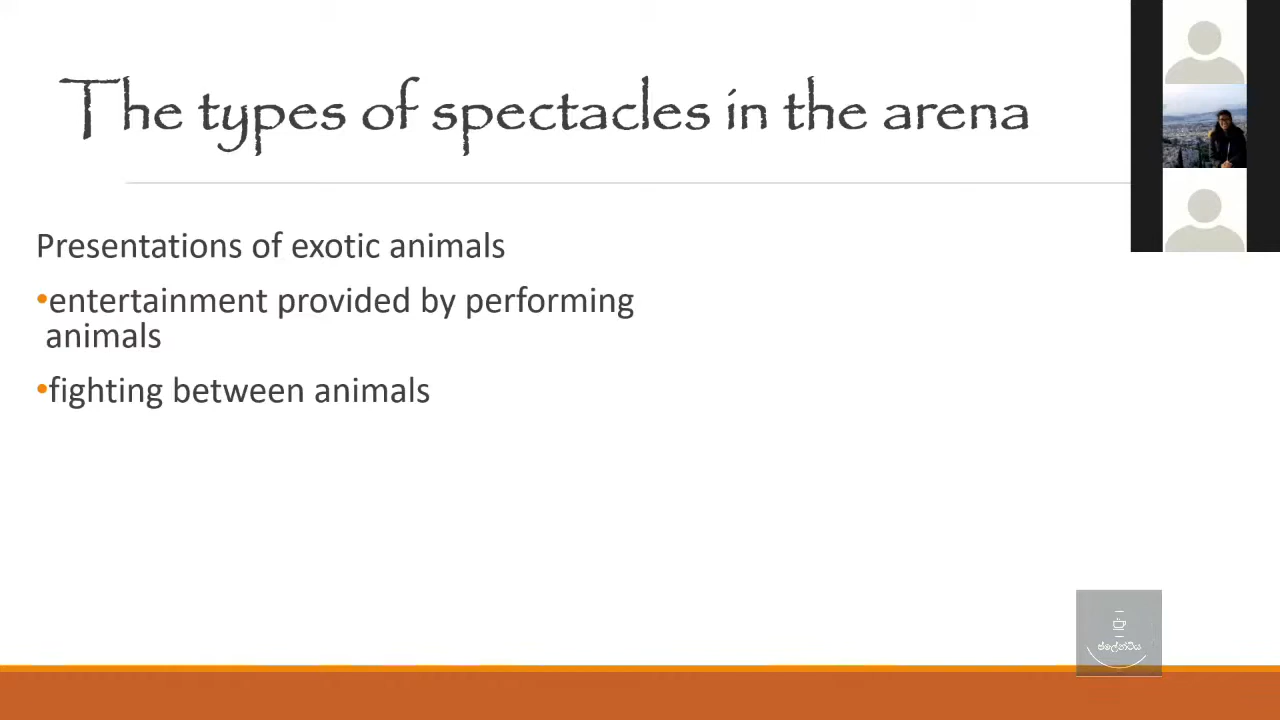 The types of spectacles in the arena
Presentations of exotic animals
•entertainment provided by performing
animals
•fighting between animals
ප්ලේන්ටිය